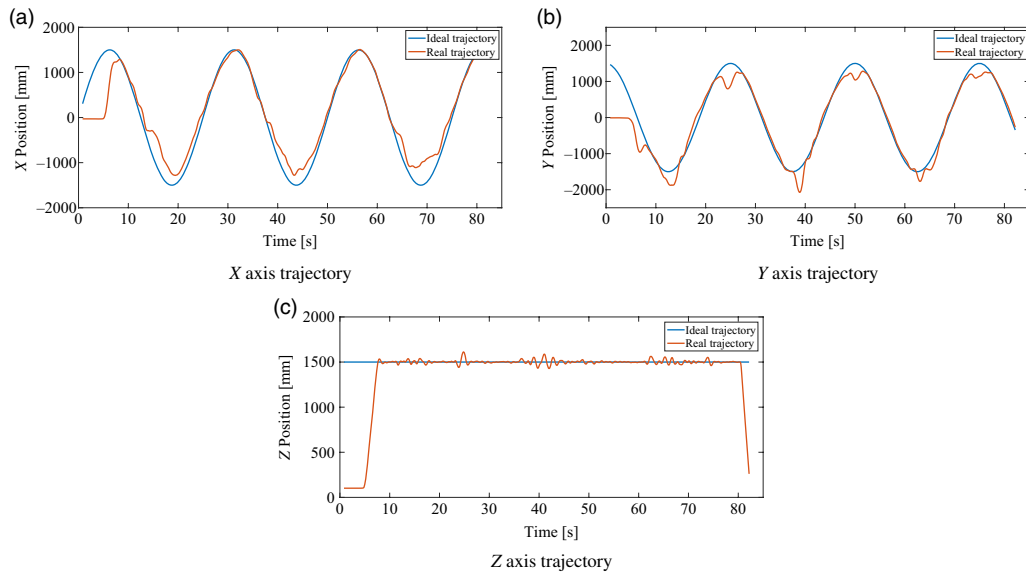 (a)
2000
1000
0
−1000
−2000
X Position [mm]
Ideal trajectory
Real trajectory
0 10 20 30 40 50 60 70 80
Time [s]
X axis trajectory
(b)
2000
1000
0
−1000
−2000
Y Position [mm]
Ideal trajectory
Real trajectory
0 10 20 30 40 50 60 70 80
Time [s]
Y axis trajectory
(c)
2000
1500
1000
500
0
Z Position [mm]
Ideal trajectory
Real trajectory
0 10 20 30 40 50 60 70 80
Time [s]
Z axis trajectory